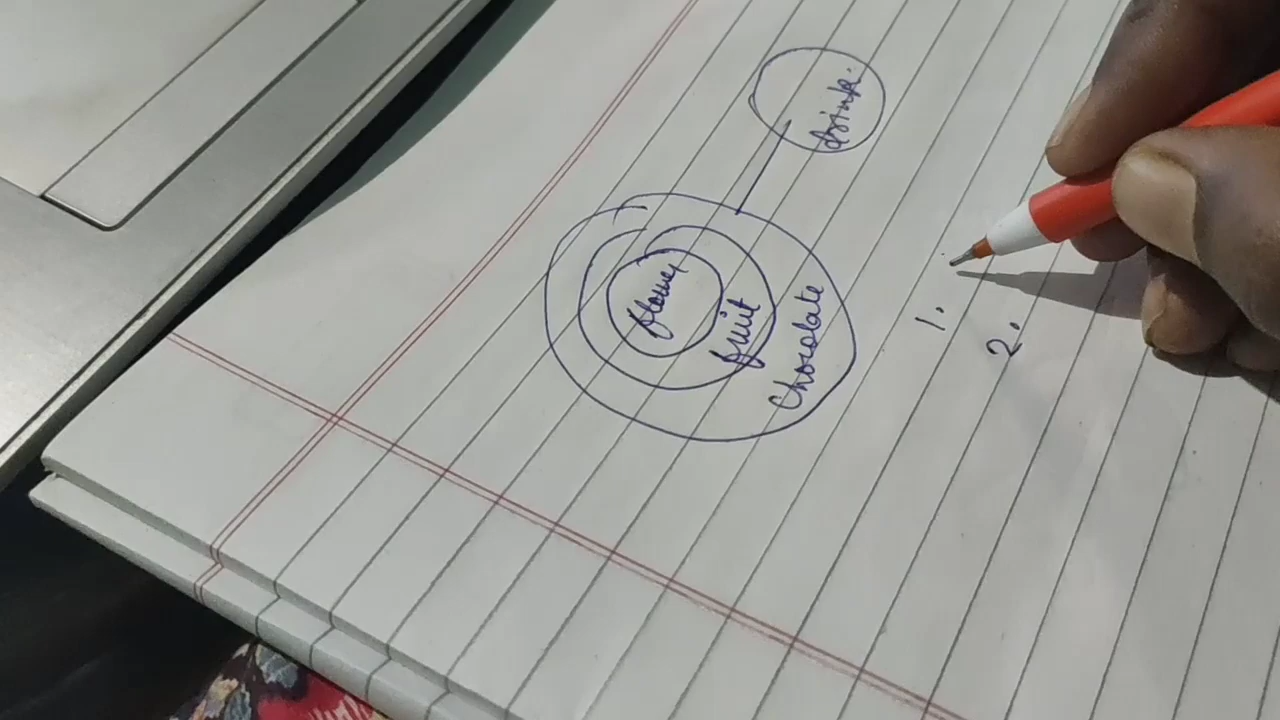 flower
fruit
Chocolate
drink.
1.
2.